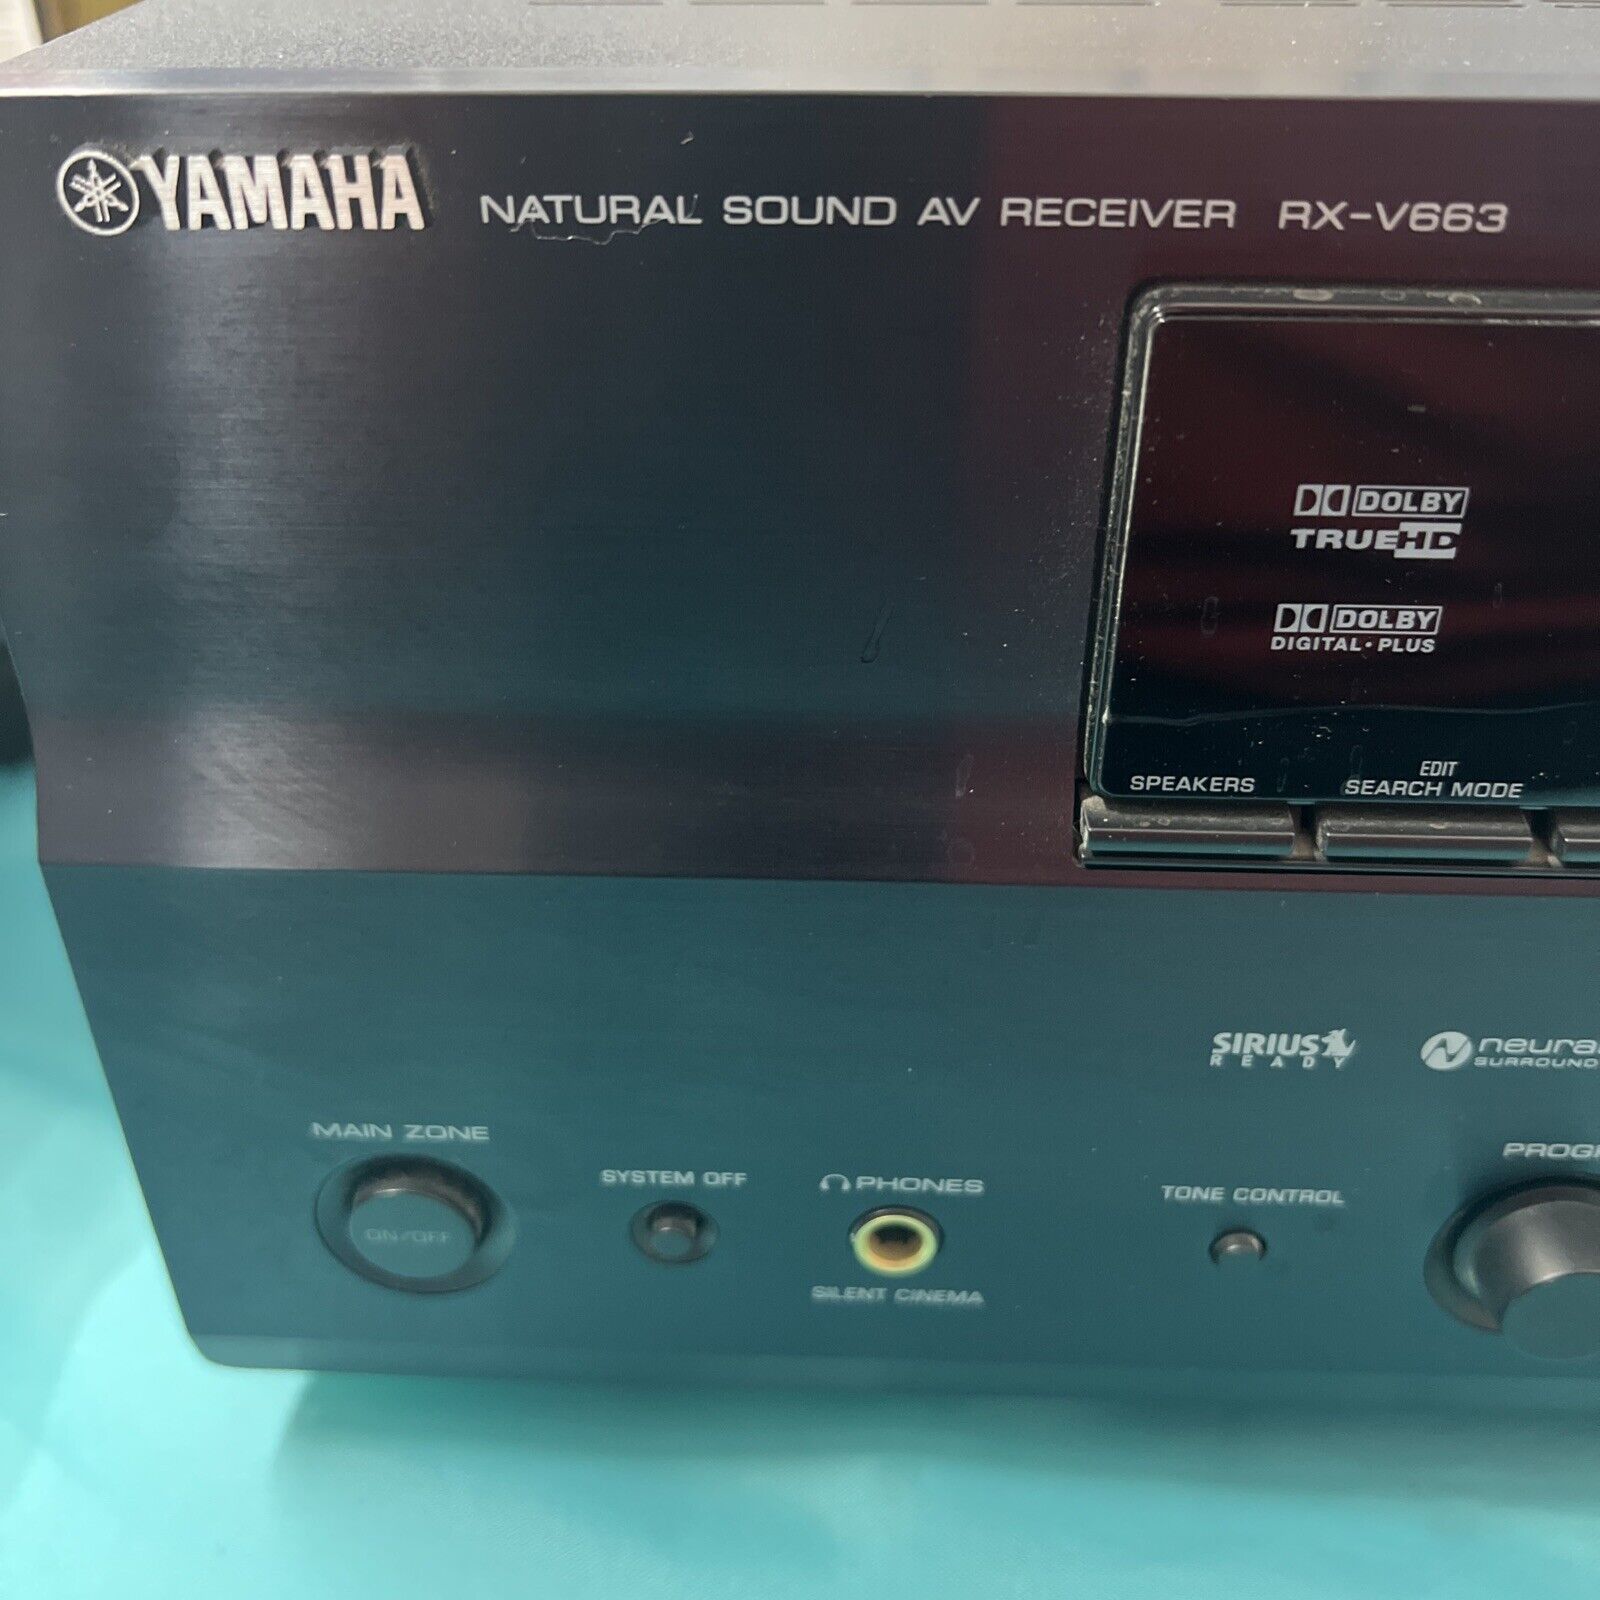 YAMAHA NATURAL SOUND AV RECEIVER RX-V663
DOLBY
TRUEHD
DOLBY
DIGITAL•PLUS
EDIT
SPEAKERS SEARCH MODE
SIRIUS
READY
SURROUND
MAIN ZONE
ON/OFF
SYSTEM OFF
PHONES
SILENT CINEMA
TONE CONTROL